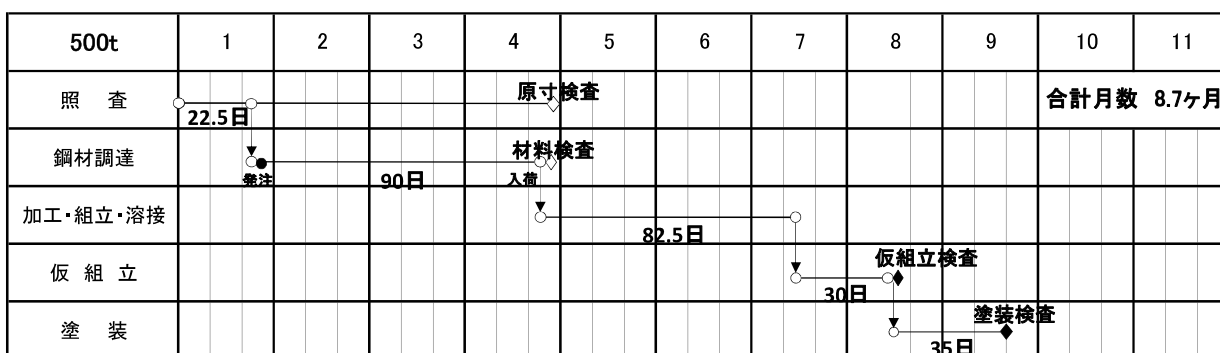 500t 1 2 3 4 5 6 7 8 9 10 11
照 査 原寸検査 合計月数 8.7ヶ月
22.5日
鋼材調達 材料検査
発注 90日 入荷
加工・組立・溶接
82.5日
仮 組 立 仮組立検査
30日
塗 装 塗装検査
35日